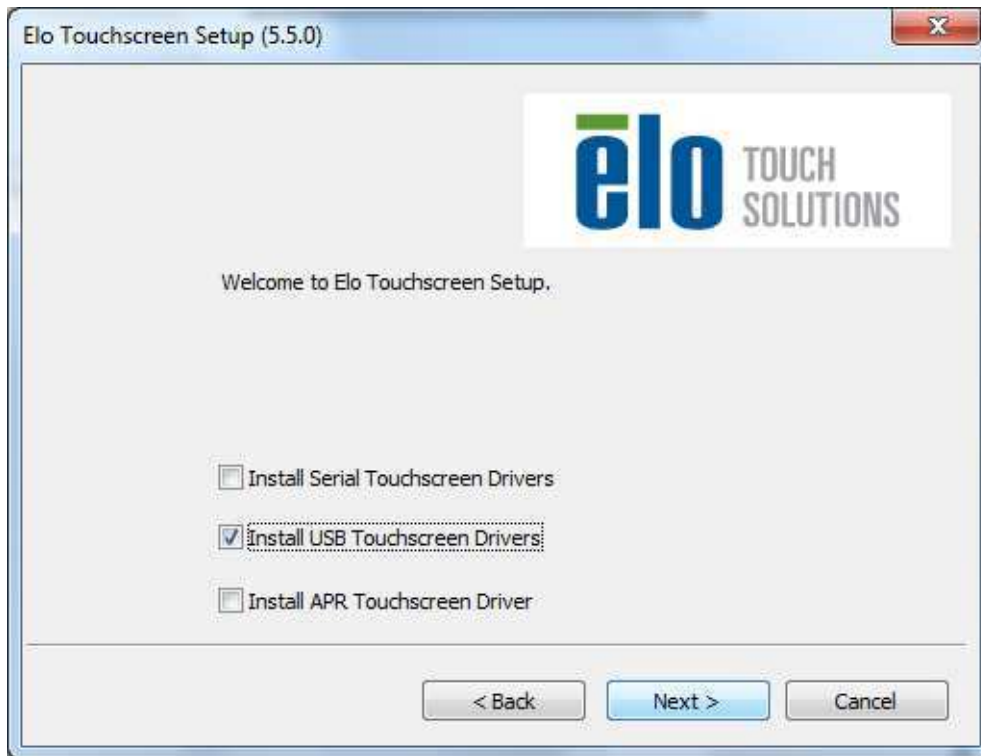 Elo Touchscreen Setup (5.5.0)
ēlo TOUCH
SOLUTIONS
Welcome to Elo Touchscreen Setup.
Install Serial Touchscreen Drivers
Install USB Touchscreen Drivers
Install APR Touchscreen Driver
< Back Next > Cancel